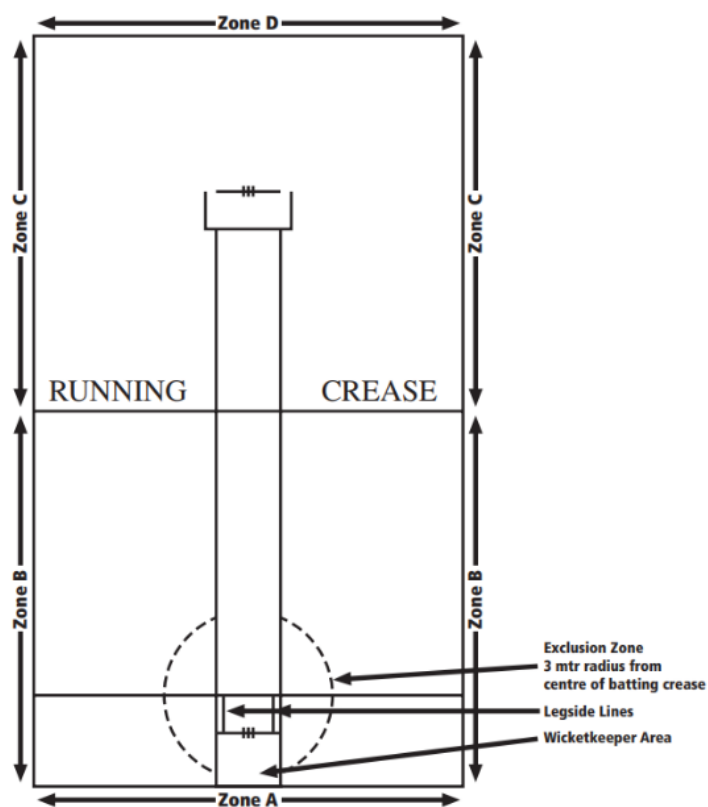 Zone D
Zone C
Zone C
RUNNING CREASE
Zone B
Zone B
Exclusion Zone
3 mtr radius from
centre of batting crease
Legside Lines
Wicketkeeper Area
Zone A